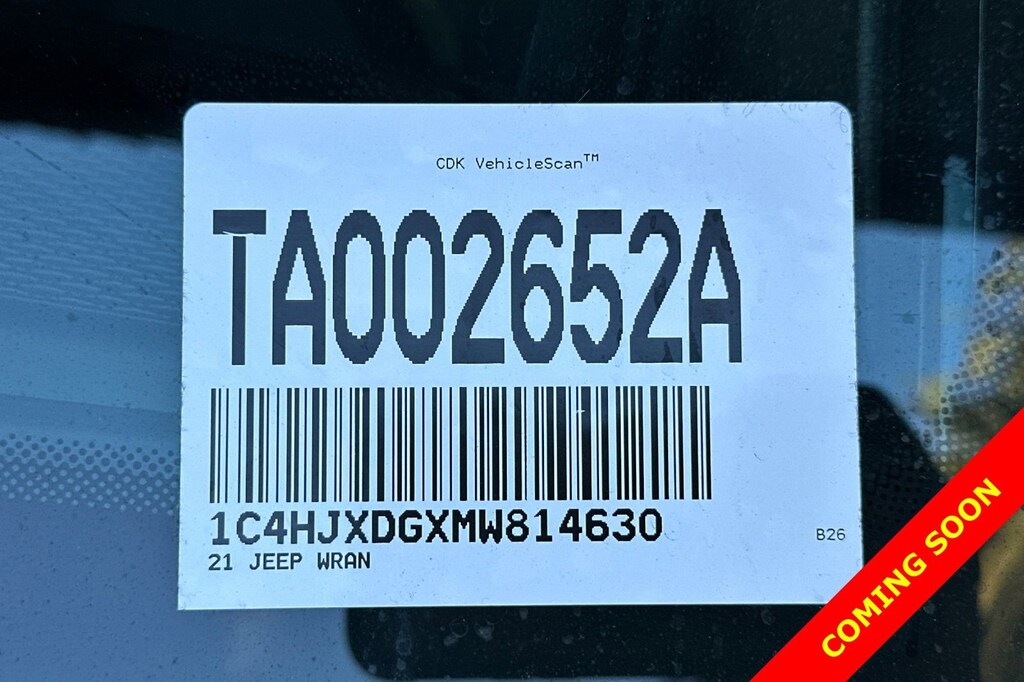 CDK VehicleScan™
TA002652A
1C4HJXDGXMW814630
21 JEEP WRAN
B26
COMING SOON